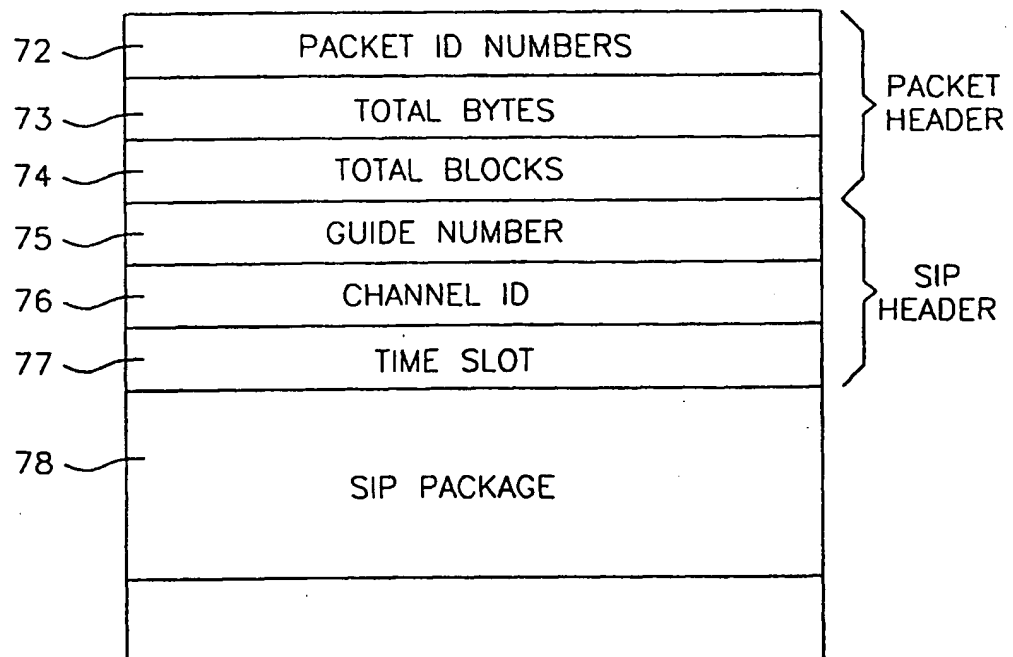 72 PACKET ID NUMBERS
73 TOTAL BYTES
PACKET
HEADER
74 TOTAL BLOCKS
75 GUIDE NUMBER
76 CHANNEL ID
SIP
HEADER
77 TIME SLOT
78 SIP PACKAGE